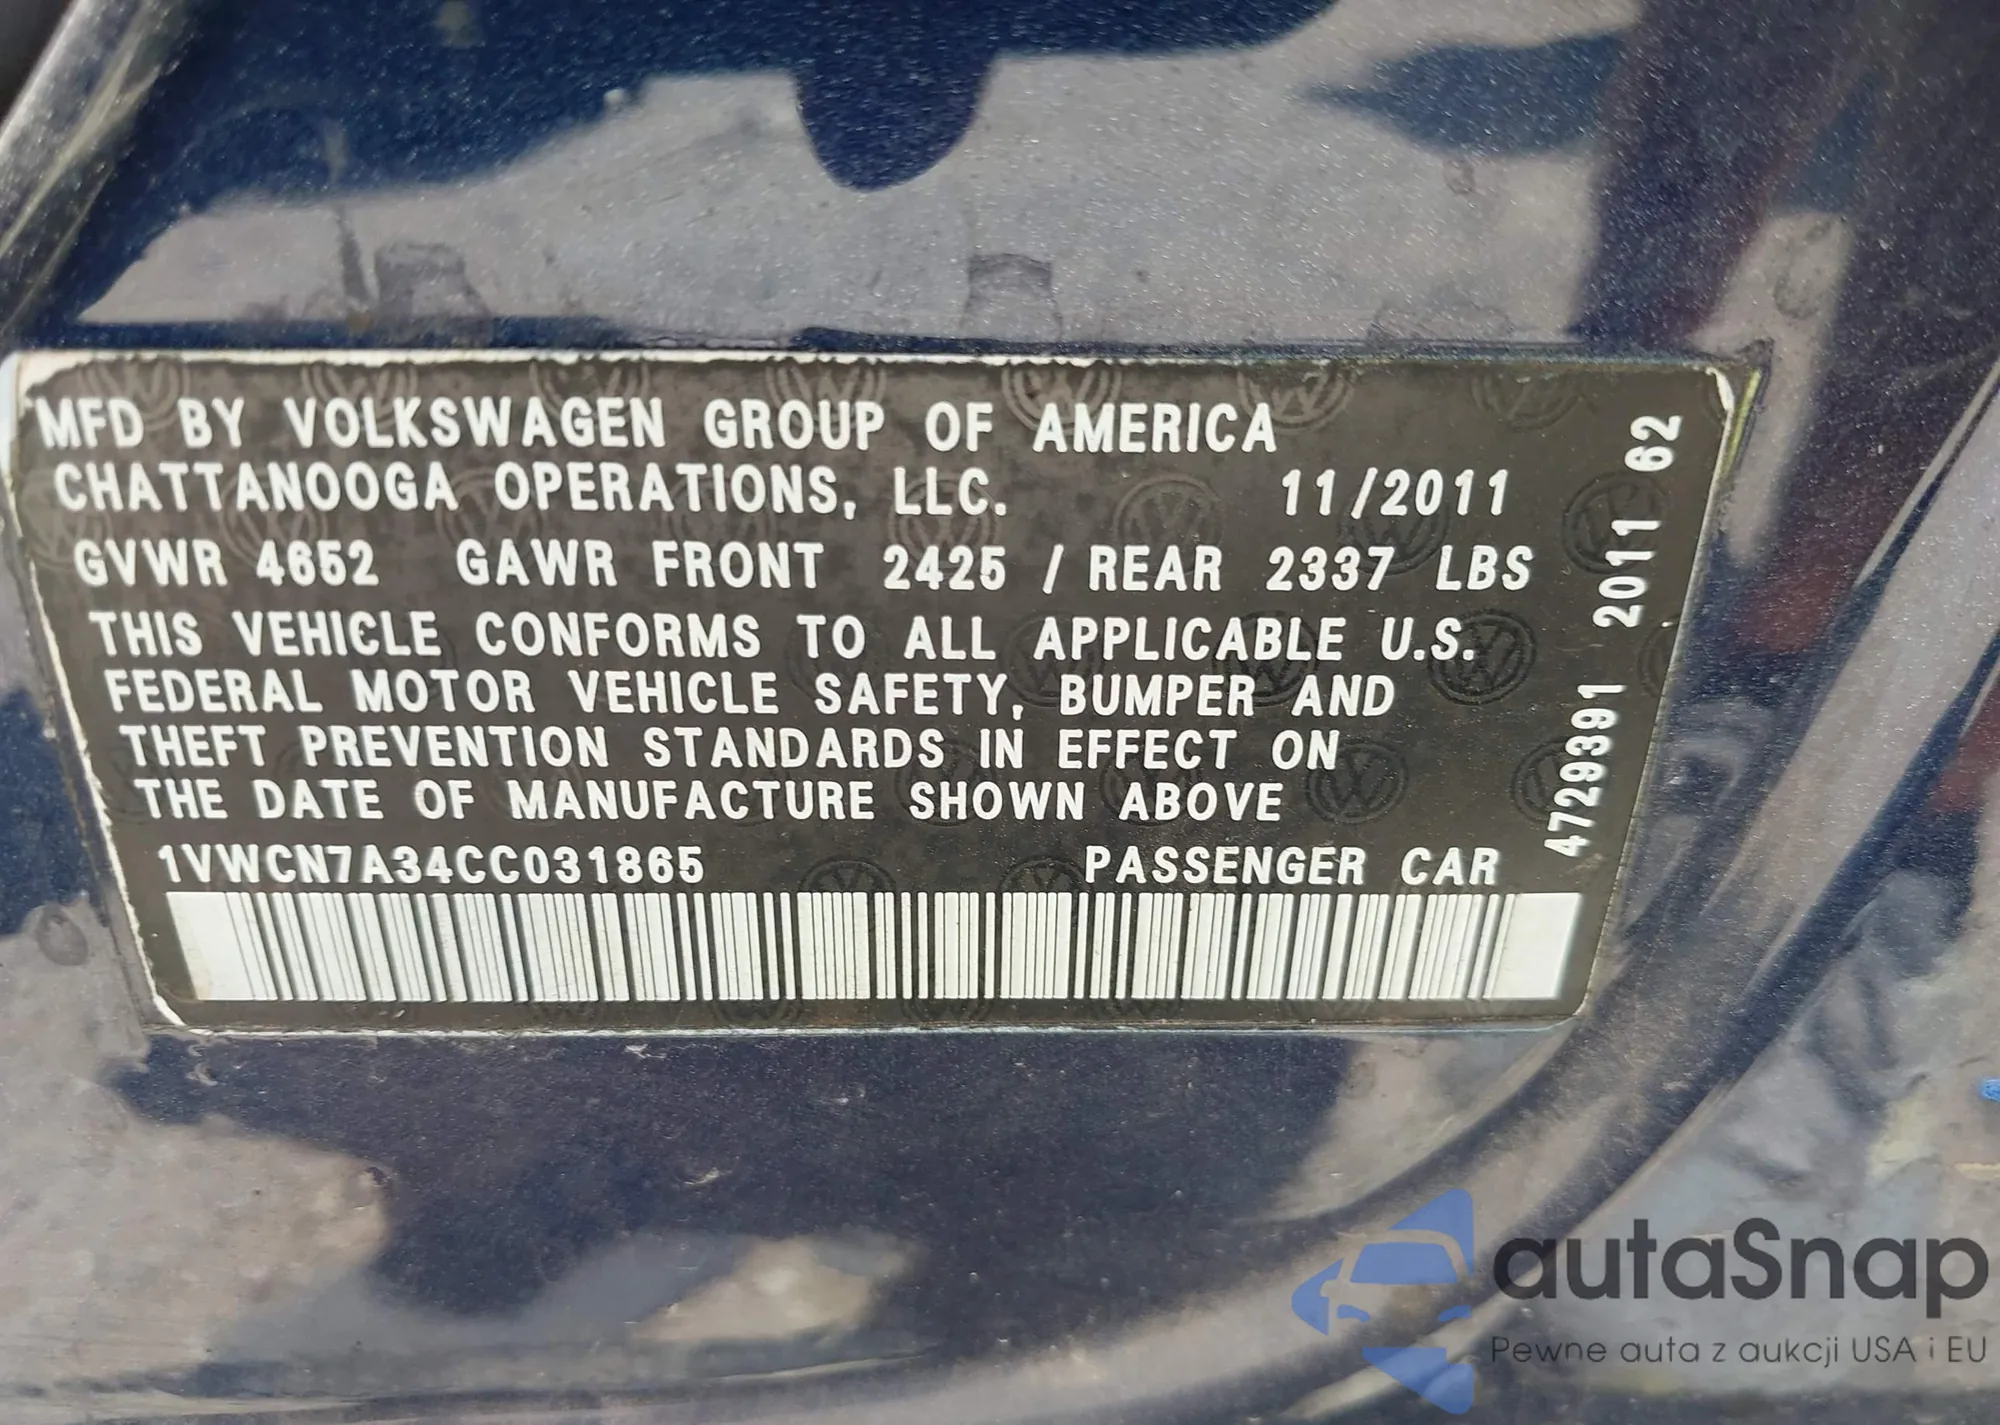 MFD BY VOLKSWAGEN GROUP OF AMERICA
CHATTANOOGA OPERATIONS, LLC. 11/2011
GVWR 4652 GAWR FRONT 2425 / REAR 2337 LBS
THIS VEHICLE CONFORMS TO ALL APPLICABLE U.S.
FEDERAL MOTOR VEHICLE SAFETY, BUMPER AND
THEFT PREVENTION STANDARDS IN EFFECT ON
THE DATE OF MANUFACTURE SHOWN ABOVE
1VWCN7A34CC031865 PASSENGER CAR
4729391 2011 62
autaSnap
Pewne auta z aukcji USA i EU